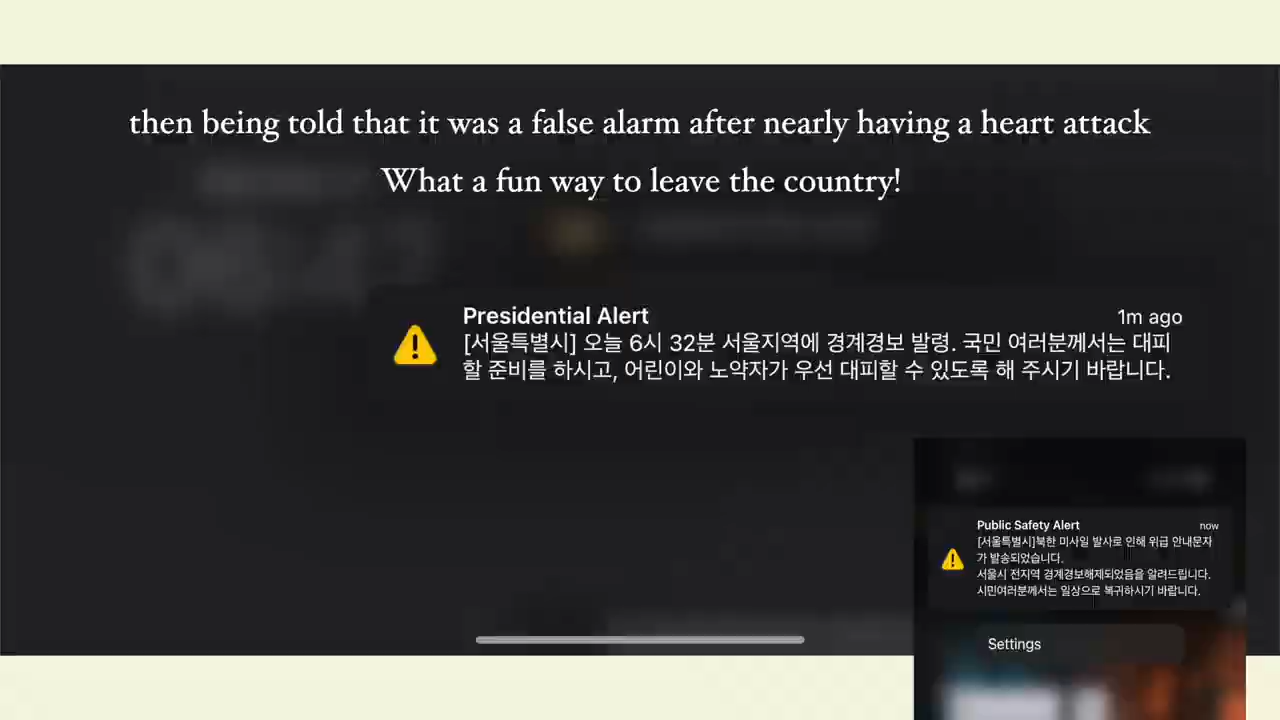 then being told that it was a false alarm after nearly having a heart attack
What a fun way to leave the country!
Presidential Alert
1m ago
[서울특별시] 오늘 6시 32분 서울지역에 경계경보 발령. 국민 여러분께서는 대피
할 준비를 하시고, 어린이와 노약자가 우선 대피할 수 있도록 해 주시기 바랍니다.
Public Safety Alert
now
[서울특별시]북한 미사일 발사로 인해 위급 안내문자
가 발송되었습니다.
서울시 전지역 경계경보해제되었음을 알려드립니다.
시민여러분께서는 일상으로 복귀하시기 바랍니다.
Settings